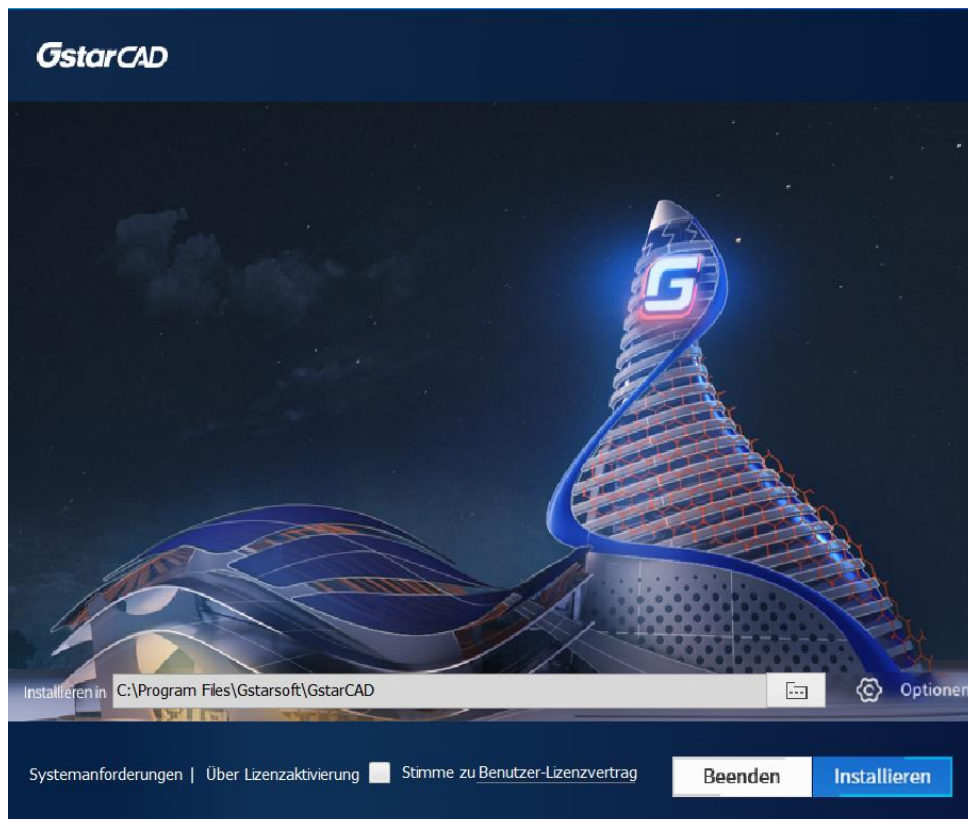 GstarCAD
G
Installieren in C:\Program Files\Gstarsoft\GstarCAD Optionen
Systemanforderungen | Über Lizenzaktivierung Stimme zu Benutzer-Lizenzvertrag Beenden Installieren